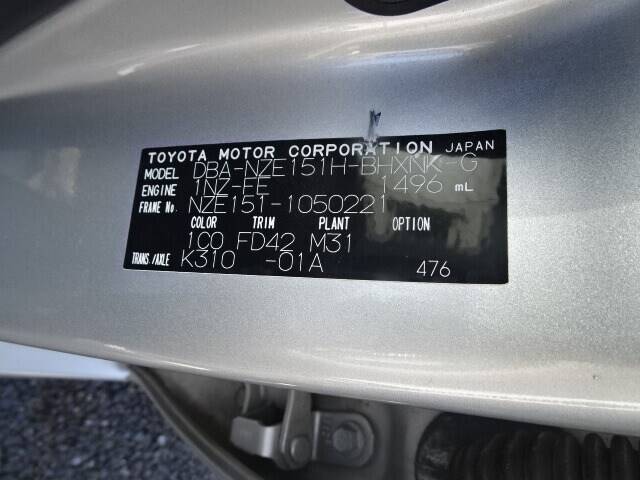 TOYOTA MOTOR CORPORATION JAPAN
MODEL DBA-NZE151H-BHXNK-G
ENGINE 1NZ-FE 1496 mL
FRAME No. NZE151-1050221
COLOR TRIM PLANT OPTION
1C0 FD42 M31
TRANS/AXLE K310 -01A 476